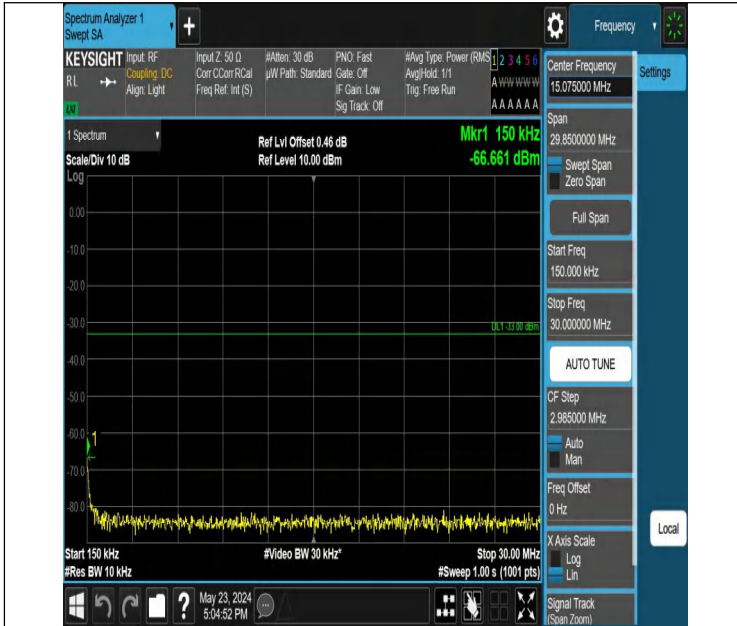 Spectrum Analyzer 1
Swept SA
+
Frequency
KEYSIGHT
RL
Input: RF
Coupling: DC
Align: Light
Input Z: 50 Ω
Corr CCorr RCal
Freq Ref: Int (S)
#Atten: 30 dB
µW Path: Standard
PNO: Fast
Gate: Off
IF Gain: Low
Sig Track: Off
#Avg Type: Power (RMS
Avg|Hold: 1/1
Trig: Free Run
1 2 3 4 5 6
A W W W W W
A A A A A A
1 Spectrum
Scale/Div 10 dB
Log
Ref Lvl Offset 0.46 dB
Ref Level 10.00 dBm
Mkr1 150 kHz
-66.661 dBm
0.00
-10.0
-20.0
-30.0
DL1 -33.00 dBm
-40.0
-50.0
-60.0
1
-70.0
-80.0
Start 150 kHz
#Video BW 30 kHz*
Stop 30.00 MHz
#Res BW 10 kHz
#Sweep 1.00 s (1001 pts)
?
May 23, 2024
5:04:52 PM
Center Frequency
15.075000 MHz
Settings
Span
29.8500000 MHz
Swept Span
Zero Span
Full Span
Start Freq
150.000 kHz
Stop Freq
30.000000 MHz
AUTO TUNE
CF Step
2.985000 MHz
Auto
Man
Freq Offset
0 Hz
X Axis Scale
Log
Lin
Local
Signal Track
(Span Zoom)